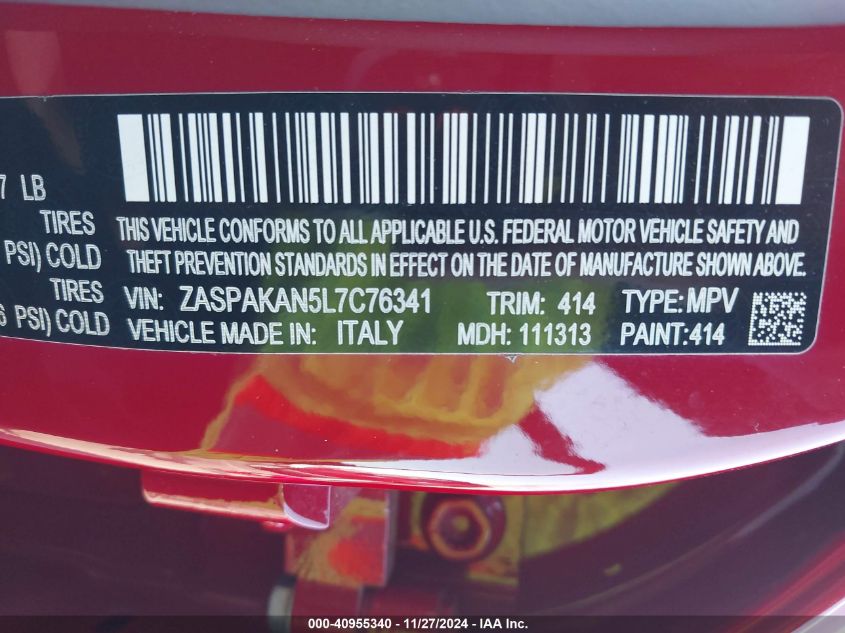 7 LB
TIRES
PSI) COLD
TIRES
6 PSI) COLD
THIS VEHICLE CONFORMS TO ALL APPLICABLE U.S. FEDERAL MOTOR VEHICLE SAFETY AND
THEFT PREVENTION STANDARDS IN EFFECT ON THE DATE OF MANUFACTURE SHOWN ABOVE.
VIN: ZASPAKAN5L7C76341 TRIM: 414 TYPE: MPV
VEHICLE MADE IN: ITALY MDH: 111313 PAINT:414
000-40955340 - 11/27/2024 - IAA Inc.